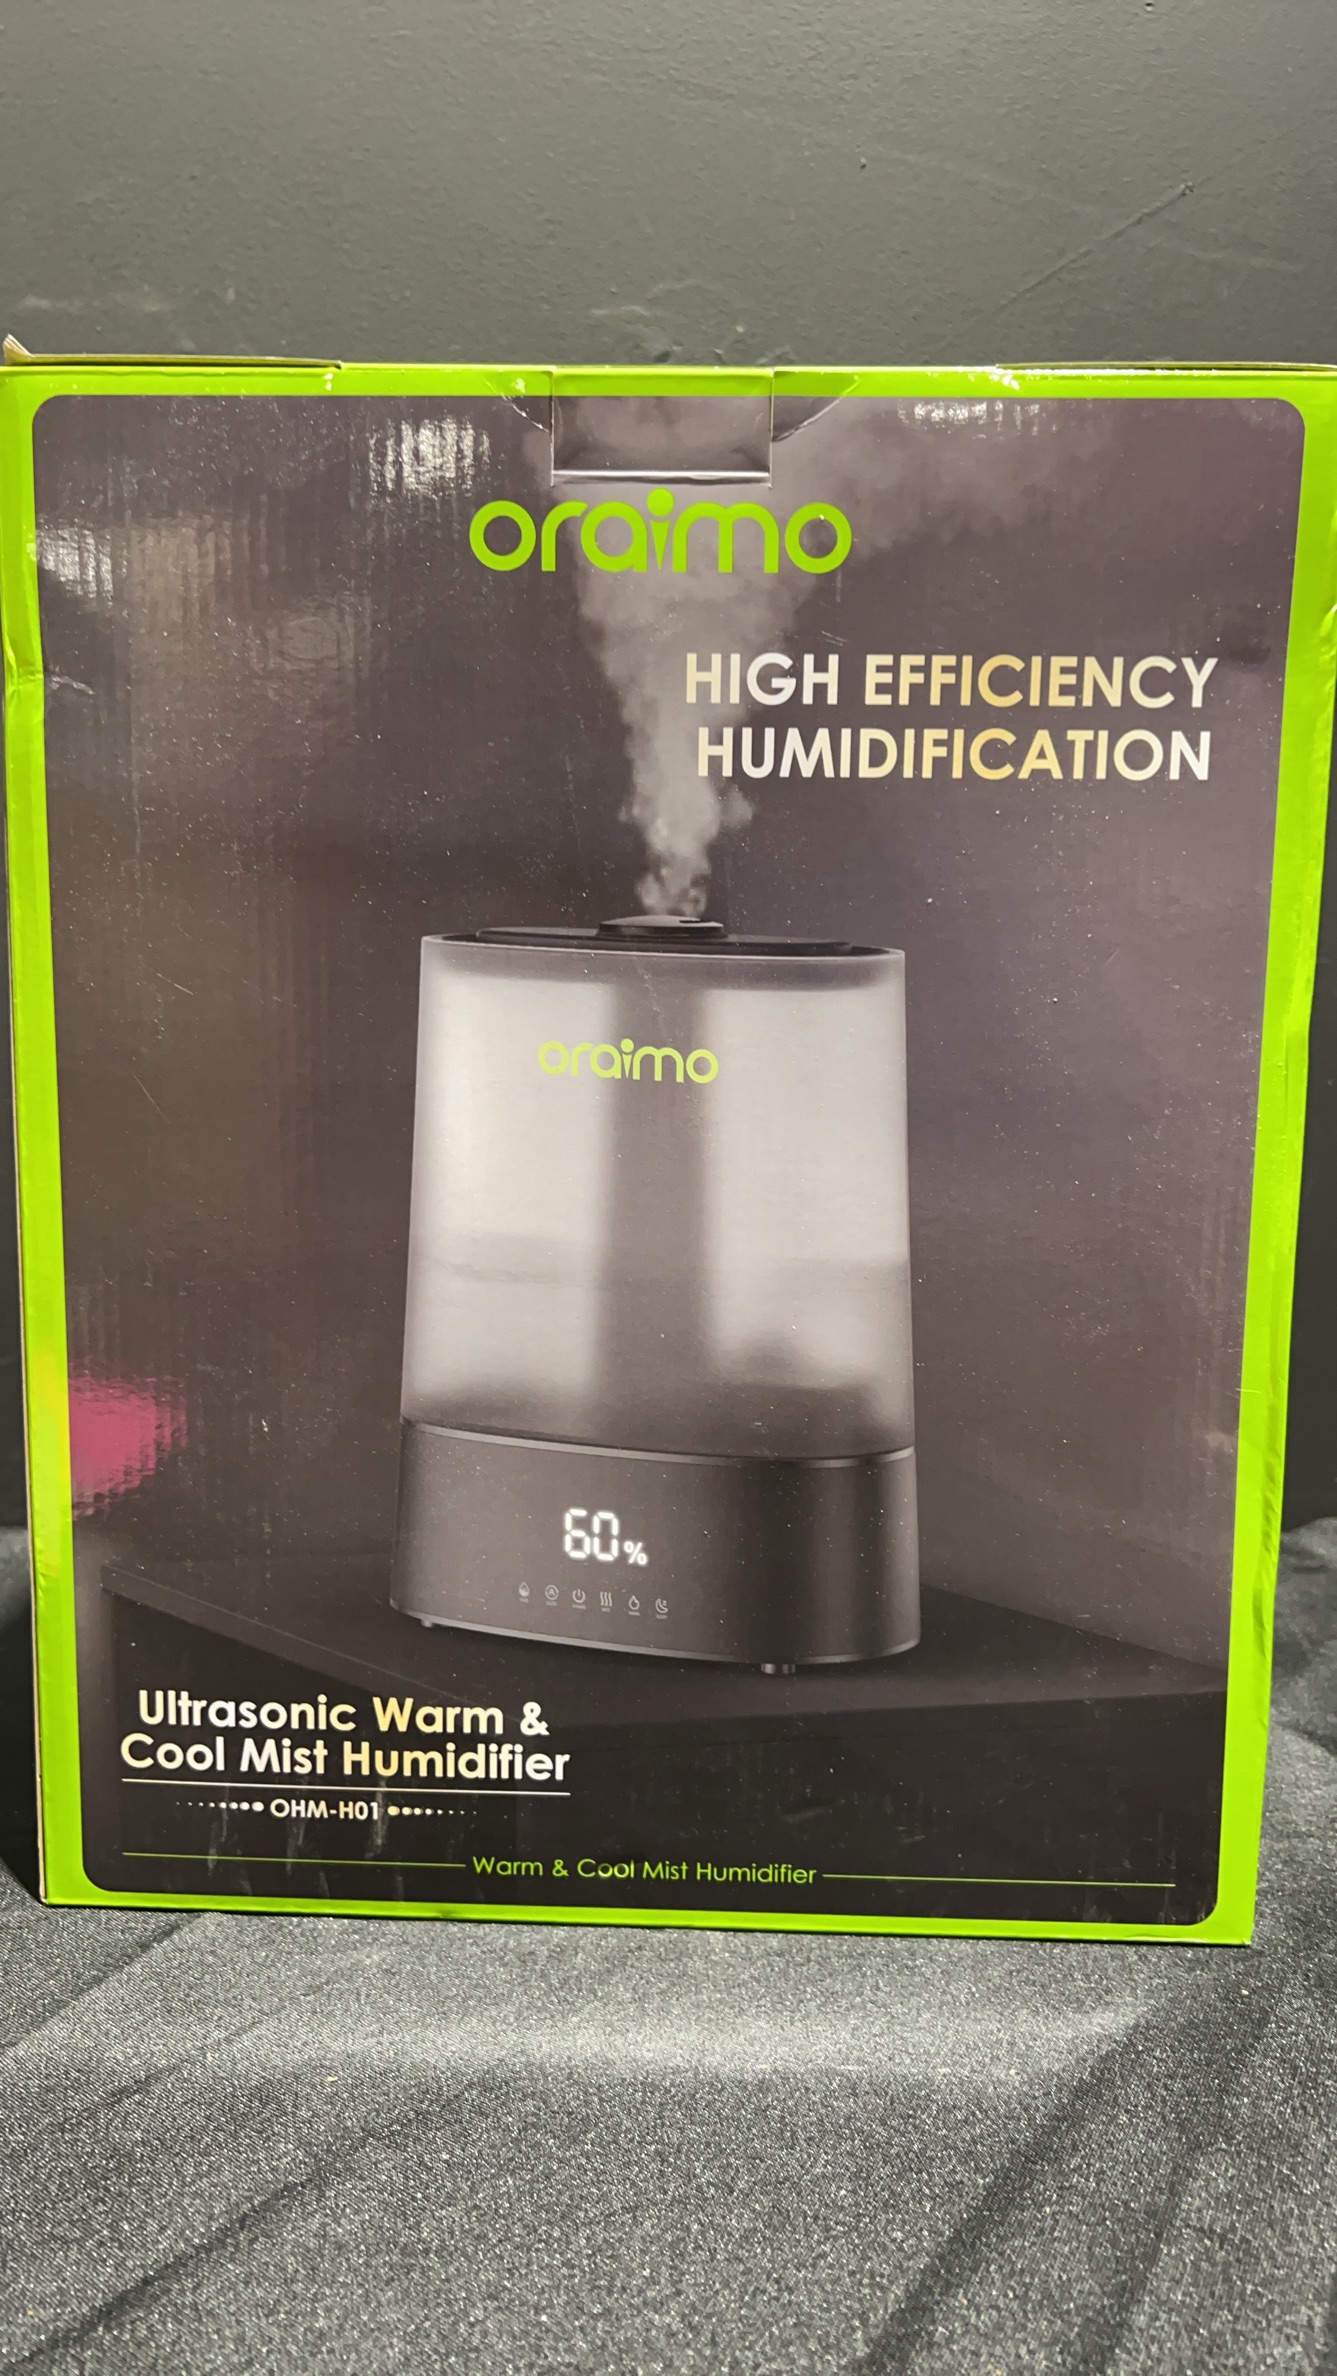 oraimo
HIGH EFFICIENCY
HUMIDIFICATION
oraimo
60%
Ultrasonic Warm &
Cool Mist Humidifier
OHM-H01
Warm & Cool Mist Humidifier